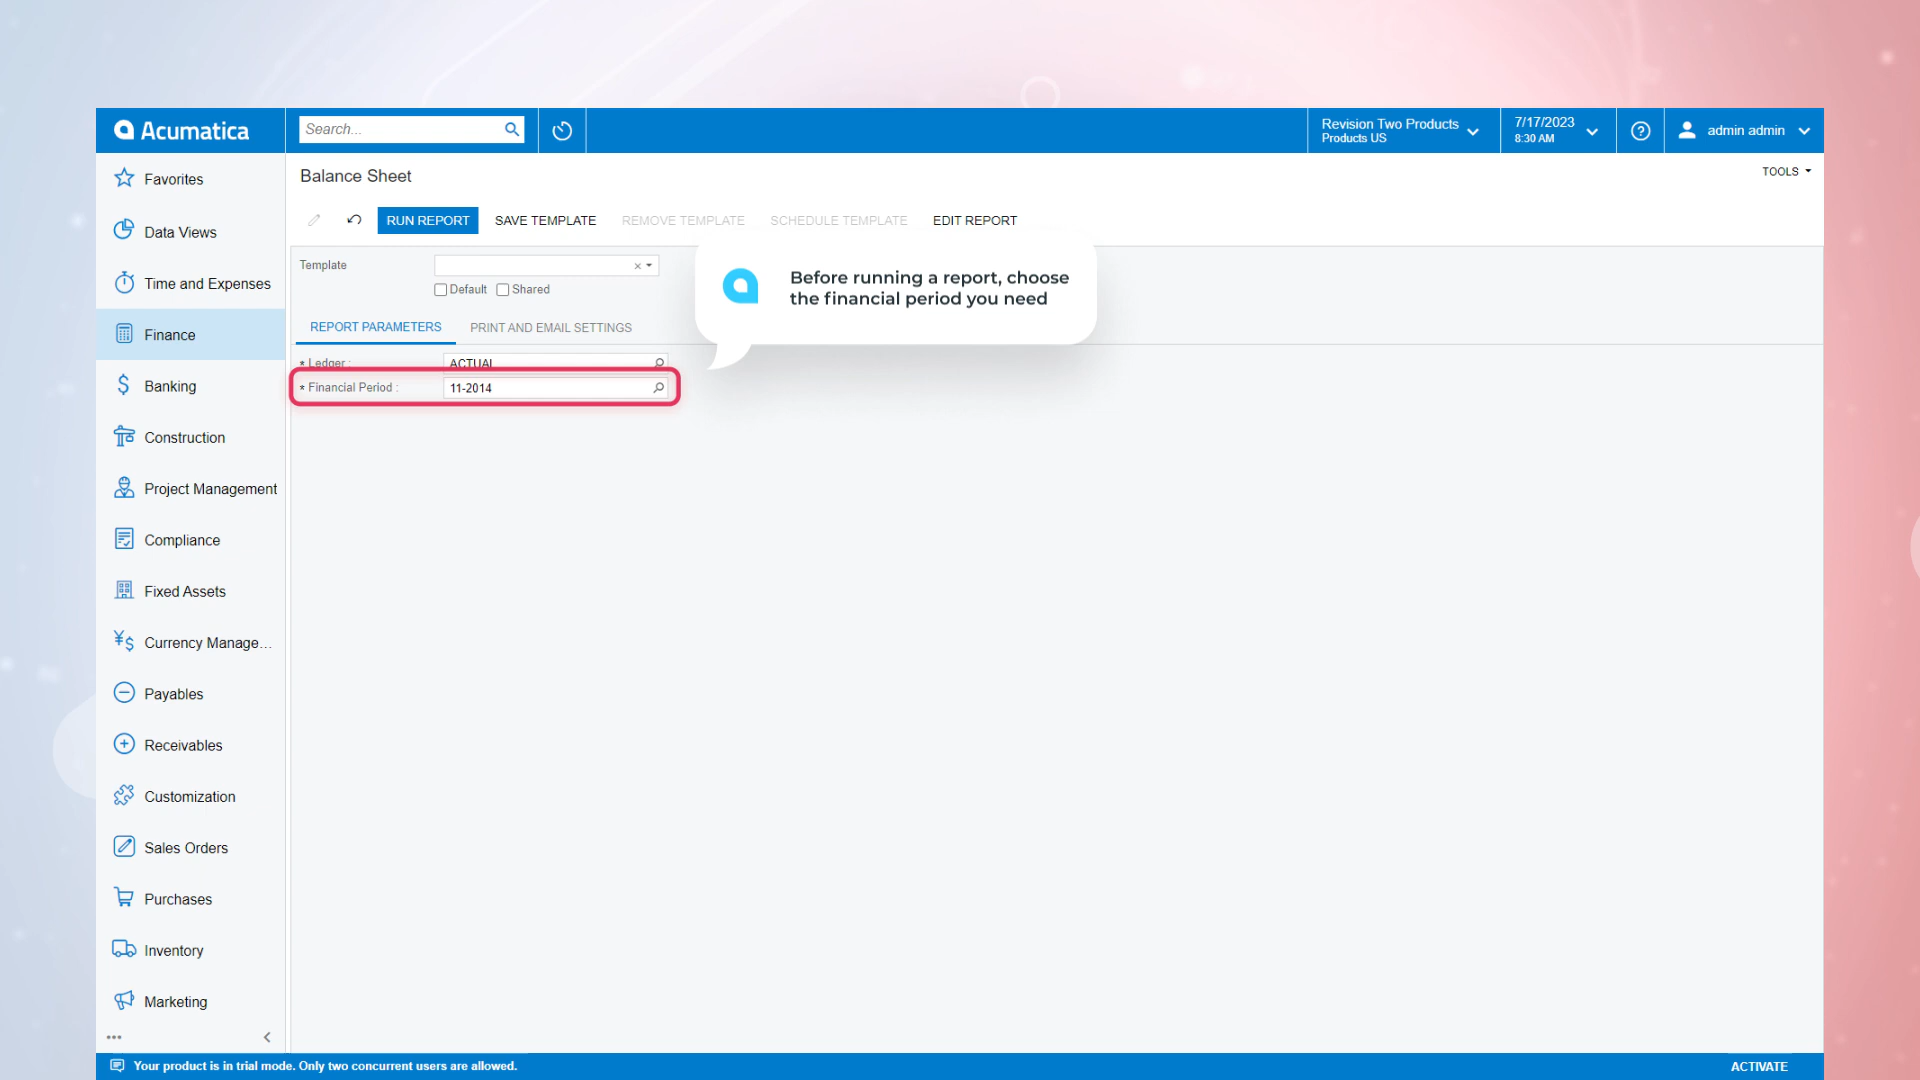 Acumatica
Search...
Revision Two Products
Products US
7/17/2023
8:30 AM
admin admin
Favorites
Data Views
Time and Expenses
Finance
Banking
Construction
Project Management
Compliance
Fixed Assets
Currency Manage...
Payables
Receivables
Customization
Sales Orders
Purchases
Inventory
Marketing
Balance Sheet
TOOLS
RUN REPORT SAVE TEMPLATE REMOVE TEMPLATE SCHEDULE TEMPLATE EDIT REPORT
Template
Default Shared
REPORT PARAMETERS PRINT AND EMAIL SETTINGS
* Ledger : ACTUAL
* Financial Period : 11-2014
Before running a report, choose
the financial period you need
Your product is in trial mode. Only two concurrent users are allowed.
ACTIVATE